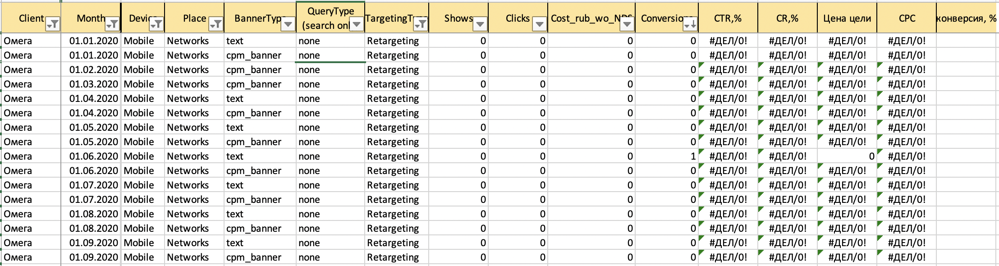 Client Month Device Place BannerType QueryType (search only) TargetingType Shows Clicks Cost_rub_wo_NDS Conversions CTR,% CR,% Цена цели CPC конверсия, %
Омега 01.01.2020 Mobile Networks text none Retargeting 0 0 0 0 #ДЕЛ/0! #ДЕЛ/0! #ДЕЛ/0! #ДЕЛ/0!
Омега 01.01.2020 Mobile Networks cpm_banner none Retargeting 0 0 0 0 #ДЕЛ/0! #ДЕЛ/0! #ДЕЛ/0! #ДЕЛ/0!
Омега 01.02.2020 Mobile Networks cpm_banner none Retargeting 0 0 0 0 #ДЕЛ/0! #ДЕЛ/0! #ДЕЛ/0! #ДЕЛ/0!
Омега 01.03.2020 Mobile Networks cpm_banner none Retargeting 0 0 0 0 #ДЕЛ/0! #ДЕЛ/0! #ДЕЛ/0! #ДЕЛ/0!
Омега 01.04.2020 Mobile Networks text none Retargeting 0 0 0 0 #ДЕЛ/0! #ДЕЛ/0! #ДЕЛ/0! #ДЕЛ/0!
Омега 01.04.2020 Mobile Networks cpm_banner none Retargeting 0 0 0 0 #ДЕЛ/0! #ДЕЛ/0! #ДЕЛ/0! #ДЕЛ/0!
Омега 01.05.2020 Mobile Networks text none Retargeting 0 0 0 0 #ДЕЛ/0! #ДЕЛ/0! #ДЕЛ/0! #ДЕЛ/0!
Омега 01.05.2020 Mobile Networks cpm_banner none Retargeting 0 0 0 0 #ДЕЛ/0! #ДЕЛ/0! #ДЕЛ/0! #ДЕЛ/0!
Омега 01.06.2020 Mobile Networks text none Retargeting 0 0 0 1 #ДЕЛ/0! #ДЕЛ/0! 0 #ДЕЛ/0!
Омега 01.06.2020 Mobile Networks cpm_banner none Retargeting 0 0 0 0 #ДЕЛ/0! #ДЕЛ/0! #ДЕЛ/0! #ДЕЛ/0!
Омега 01.07.2020 Mobile Networks text none Retargeting 0 0 0 0 #ДЕЛ/0! #ДЕЛ/0! #ДЕЛ/0! #ДЕЛ/0!
Омега 01.07.2020 Mobile Networks cpm_banner none Retargeting 0 0 0 0 #ДЕЛ/0! #ДЕЛ/0! #ДЕЛ/0! #ДЕЛ/0!
Омега 01.08.2020 Mobile Networks text none Retargeting 0 0 0 0 #ДЕЛ/0! #ДЕЛ/0! #ДЕЛ/0! #ДЕЛ/0!
Омега 01.08.2020 Mobile Networks cpm_banner none Retargeting 0 0 0 0 #ДЕЛ/0! #ДЕЛ/0! #ДЕЛ/0! #ДЕЛ/0!
Омега 01.09.2020 Mobile Networks text none Retargeting 0 0 0 0 #ДЕЛ/0! #ДЕЛ/0! #ДЕЛ/0! #ДЕЛ/0!
Омега 01.09.2020 Mobile Networks cpm_banner none Retargeting 0 0 0 0 #ДЕЛ/0! #ДЕЛ/0! #ДЕЛ/0! #ДЕЛ/0!